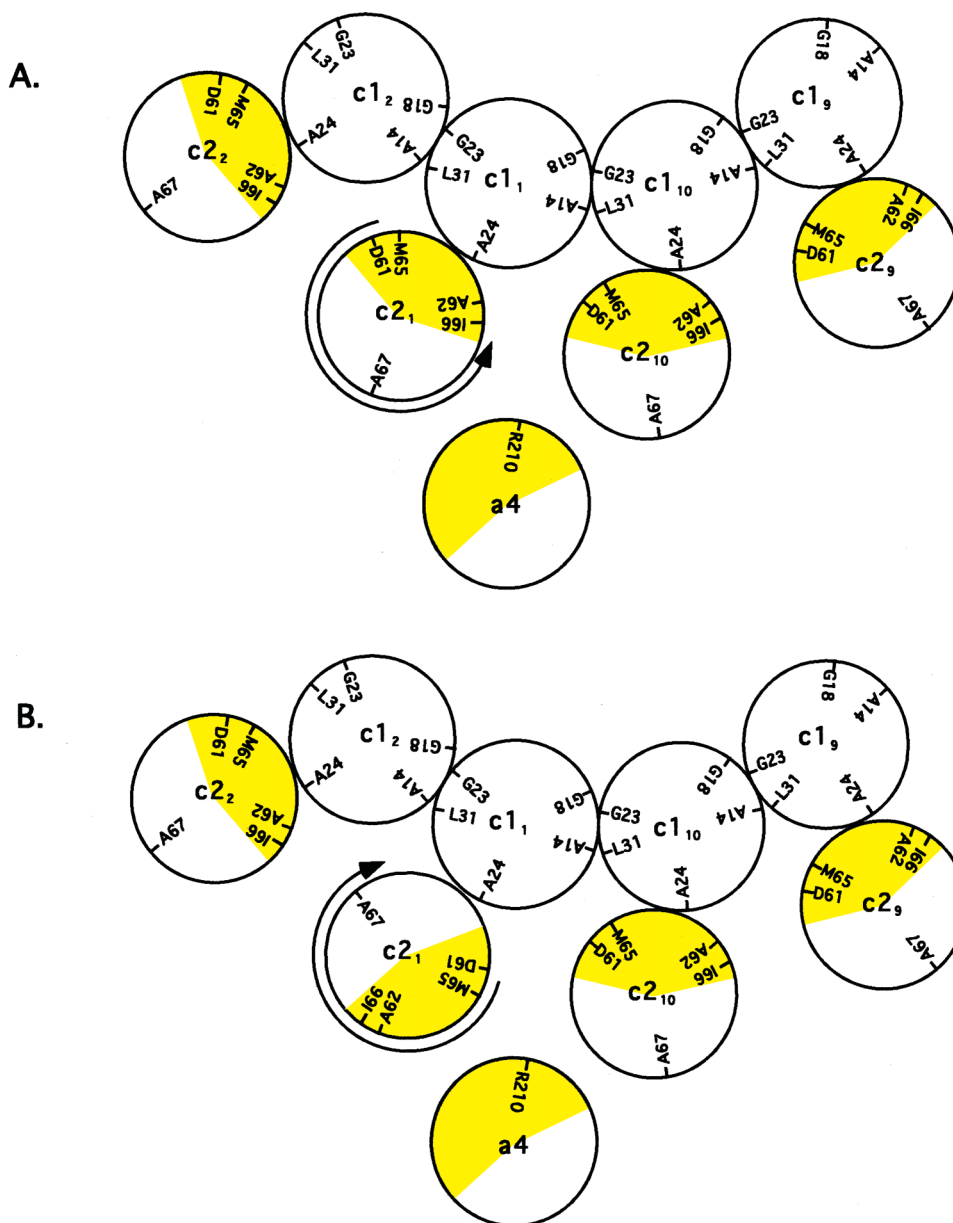 A.
G23
L31
c1₂
G18
A14
A24
D61
M65
c2₂
A62
I66
A67
G23
L31
c1₁
G18
A14
A24
G18
G23
c1₁₀
A14
L31
A24
G18
A14
c1₉
G23
L31
A24
I66
A62
M65
D61
c2₉
A67
D61
M65
c2₁
A62
I66
A67
M65
D61
A62
I66
c2₁₀
A67
R210
a4
B.
G23
L31
c1₂
G18
A14
A24
D61
M65
c2₂
A62
I66
A67
G23
L31
c1₁
G18
A14
A24
G18
G23
c1₁₀
A14
L31
A24
G18
A14
c1₉
G23
L31
A24
I66
A62
M65
D61
c2₉
A67
A67
c2₁
D61
M65
I66
A62
M65
D61
A62
I66
c2₁₀
A67
R210
a4